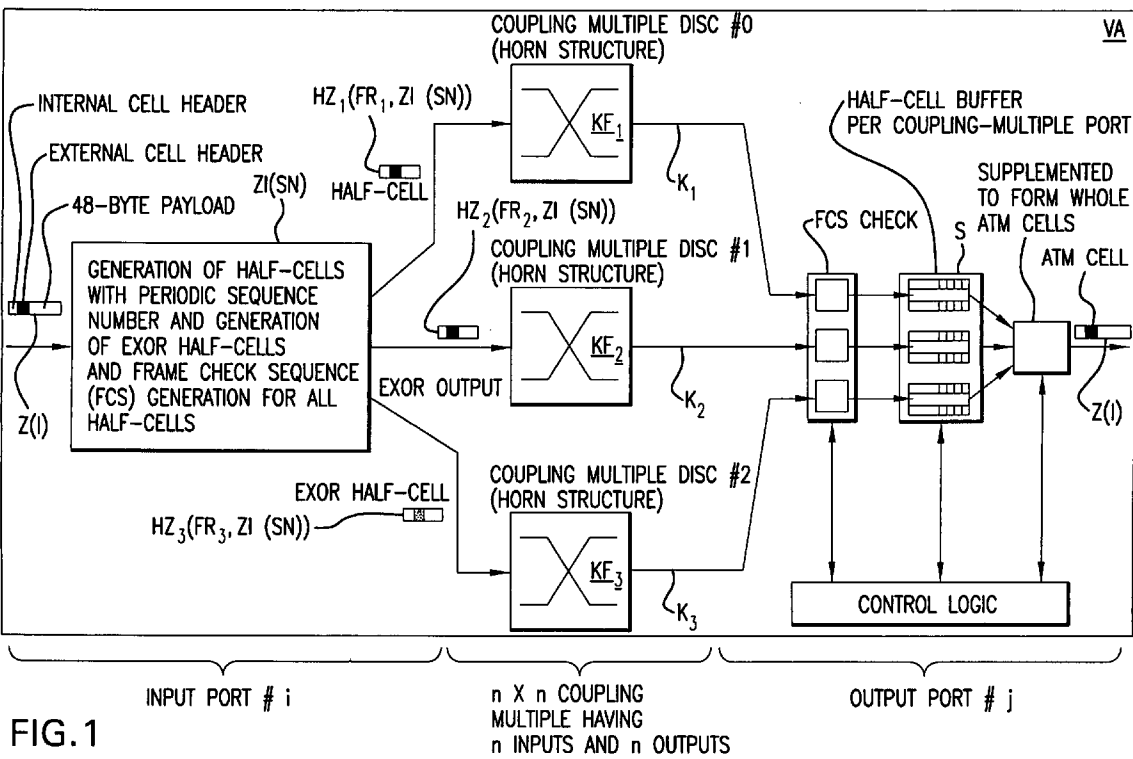 VA
COUPLING MULTIPLE DISC #0
(HORN STRUCTURE)
INTERNAL CELL HEADER
EXTERNAL CELL HEADER
ZI(SN)
48-BYTE PAYLOAD
Z(I)
GENERATION OF HALF-CELLS
WITH PERIODIC SEQUENCE
NUMBER AND GENERATION
OF EXOR HALF-CELLS
AND FRAME CHECK SEQUENCE
(FCS) GENERATION FOR ALL
HALF-CELLS
HZ1(FR1, ZI (SN))
HALF-CELL
KF1
K1
HZ2(FR2, ZI (SN))
COUPLING MULTIPLE DISC #1
(HORN STRUCTURE)
KF2
K2
EXOR OUTPUT
COUPLING MULTIPLE DISC #2
(HORN STRUCTURE)
EXOR HALF-CELL
HZ3(FR3, ZI (SN))
KF3
K3
HALF-CELL BUFFER
PER COUPLING-MULTIPLE PORT
SUPPLEMENTED
TO FORM WHOLE
ATM CELLS
FCS CHECK
S
ATM CELL
Z(I)
CONTROL LOGIC
INPUT PORT # i
n X n COUPLING
MULTIPLE HAVING
n INPUTS AND n OUTPUTS
OUTPUT PORT # j
FIG.1